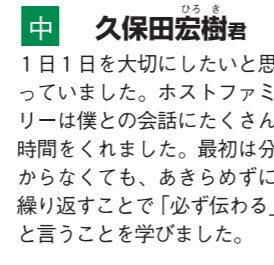 中 久保田宏樹君
ひろき
1日1日を大切にしたいと思
っていました。ホストファミ
リーは僕との会話にたくさん
時間をくれました。最初は分
からなくても、あきらめずに
繰り返すことで「必ず伝わる」
と言うことを学びました。